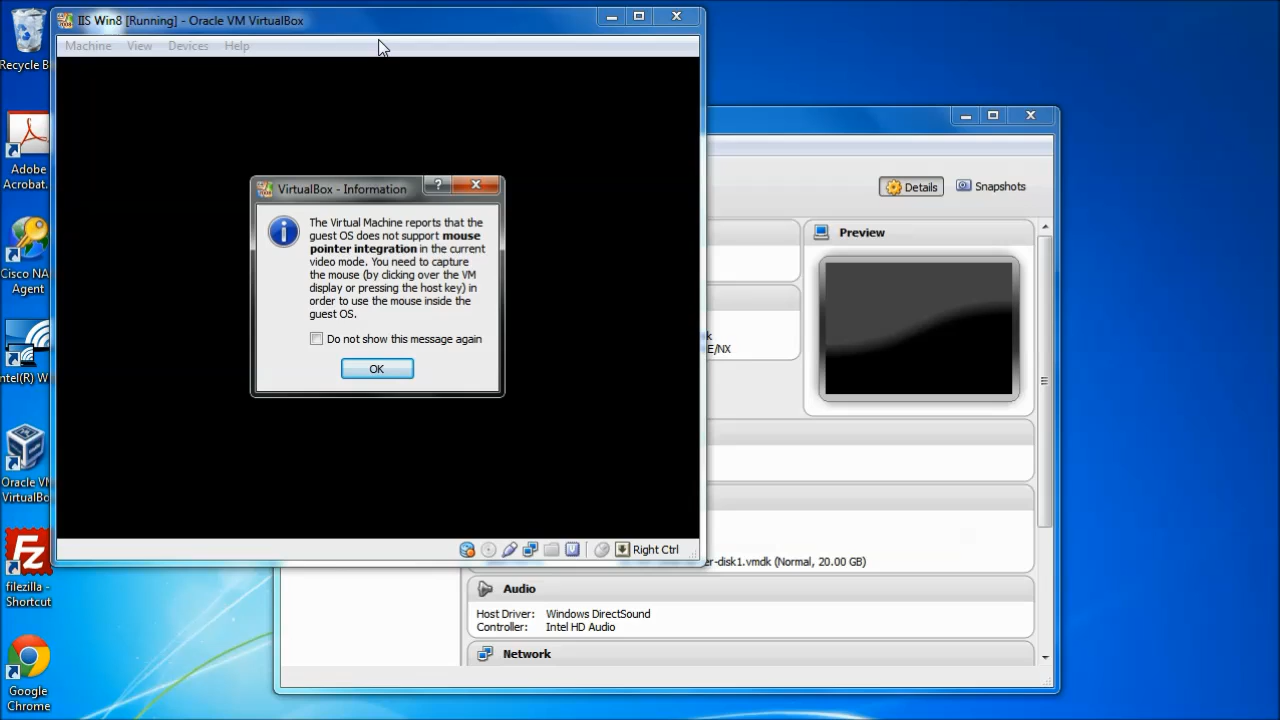 IIS Win8 [Running] - Oracle VM VirtualBox
Machine View Devices Help
Recycle B
Adobe
Acrobat.
Cisco NA
Agent
ntel(R) W
Oracle VM
VirtualBo
filezilla -
Shortcut
Google
Chrome
VirtualBox - Information
?
The Virtual Machine reports that the
guest OS does not support mouse
pointer integration in the current
video mode. You need to capture
the mouse (by clicking over the VM
display or pressing the host key) in
order to use the mouse inside the
guest OS.
Do not show this message again
OK
Right Ctrl
Details Snapshots
Preview
k
E/NX
er-disk1.vmdk (Normal, 20.00 GB)
Audio
Host Driver: Windows DirectSound
Controller: Intel HD Audio
Network